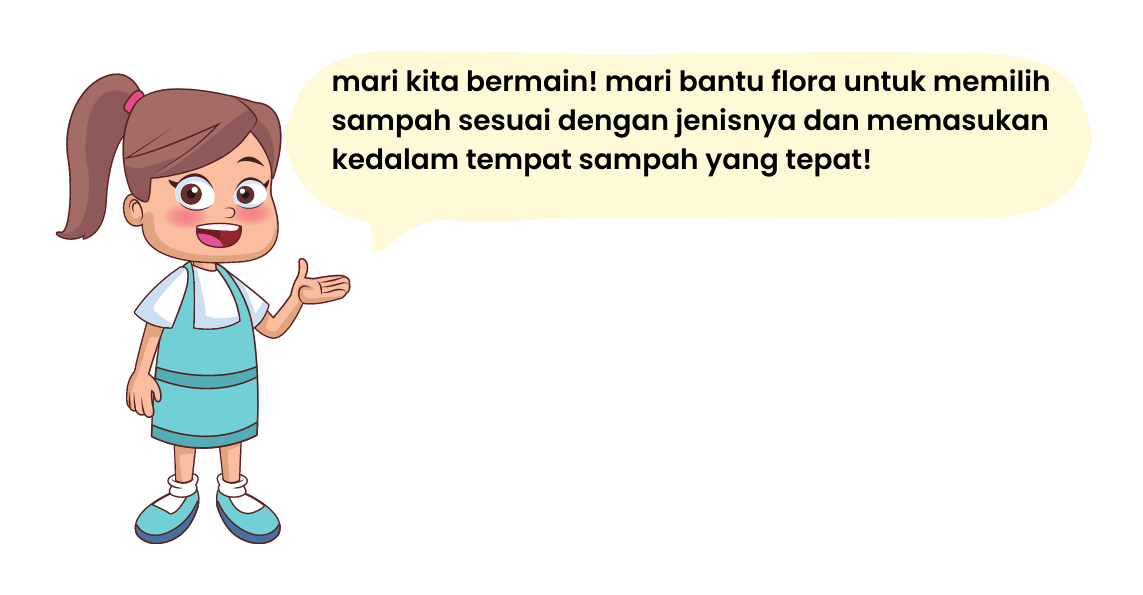 mari kita bermain! mari bantu flora untuk memilih
sampah sesuai dengan jenisnya dan memasukan
kedalam tempat sampah yang tepat!